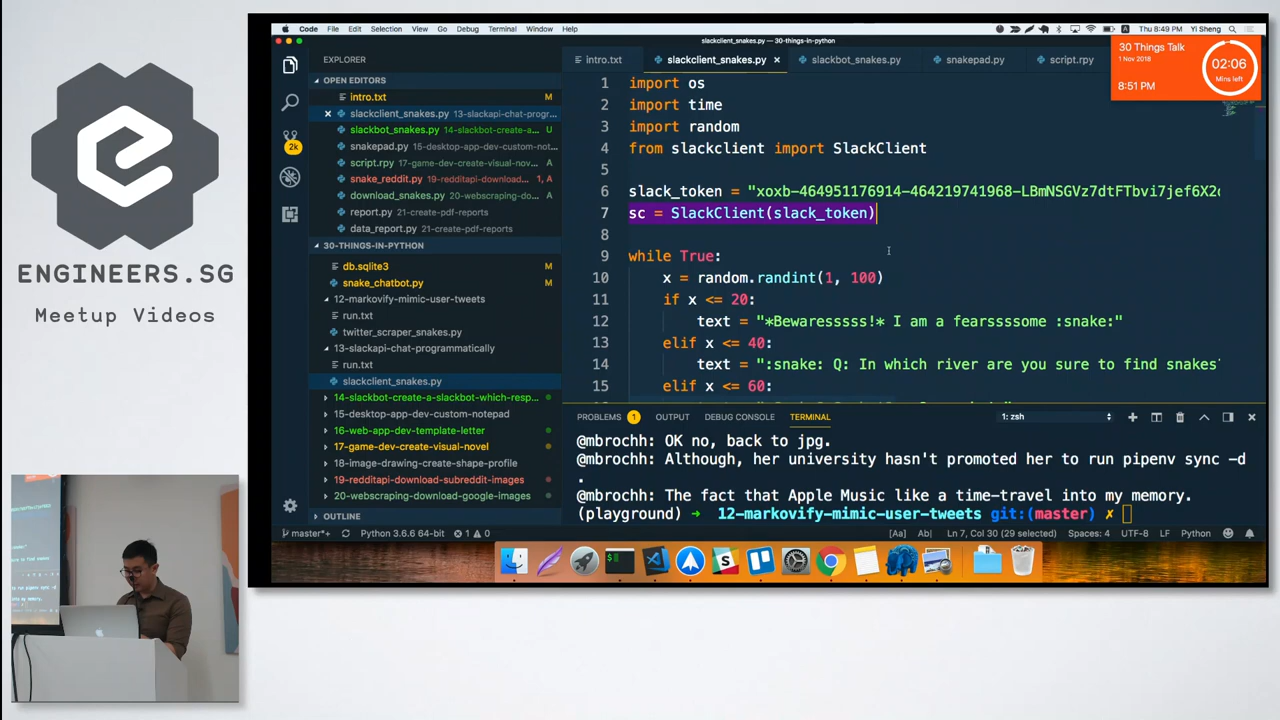 Code File Edit Selection View Go Debug Terminal Window Help
Thu 8:49 PM Yi Sheng
slackclient_snakes.py — 30-things-in-python
30 Things Talk
1 Nov 2018
8:51 PM
02:06
Mins left
EXPLORER
OPEN EDITORS
intro.txt M
slackclient_snakes.py 13-slackapi-chat-progr...
slackbot_snakes.py 14-slackbot-create-a... U
snakepad.py 15-desktop-app-dev-custom-not...
script.rpy 17-game-dev-create-visual-nov... A
snake_reddit.py 19-redditapi-download... 1, A
download_snakes.py 20-webscraping-downlo... A
report.py 21-create-pdf-reports
data_report.py 21-create-pdf-reports
30-THINGS-IN-PYTHON
db.sqlite3 M
snake_chatbot.py M
12-markovify-mimic-user-tweets
run.txt
twitter_scraper_snakes.py
13-slackapi-chat-programmatically
run.txt
slackclient_snakes.py
14-slackbot-create-a-slackbot-which-resp...
15-desktop-app-dev-custom-notepad
16-web-app-dev-template-letter
17-game-dev-create-visual-novel
18-image-drawing-create-shape-profile
19-redditapi-download-subreddit-images
20-webscraping-download-google-images
OUTLINE
2k
intro.txt slackclient_snakes.py slackbot_snakes.py snakepad.py script.rpy
1 import os
2 import time
3 import random
4 from slackclient import SlackClient
5
6 slack_token = "xoxb-464951176914-464219741968-LBmNSGVz7dtFTbvi7jef6X2
7 sc = SlackClient(slack_token)
8
9 while True:
10 x = random.randint(1, 100)
11 if x <= 20:
12 text = "*Bewaresssss!* I am a fearssssome :snake:"
13 elif x <= 40:
14 text = ":snake: Q: In which river are you sure to find snakes
15 elif x <= 60:
PROBLEMS 1 OUTPUT DEBUG CONSOLE TERMINAL 1: zsh
@mbrochh: OK no, back to jpg.
@mbrochh: Although, her university hasn't promoted her to run pipenv sync -d
.
@mbrochh: The fact that Apple Music like a time-travel into my memory.
(playground) → 12-markovify-mimic-user-tweets git:(master) ✗
master*+ Python 3.6.6 64-bit 1 0 [Aa] Ab| Ln 7, Col 30 (29 selected) Spaces: 4 UTF-8 LF Python
ENGINEERS.SG
Meetup Videos